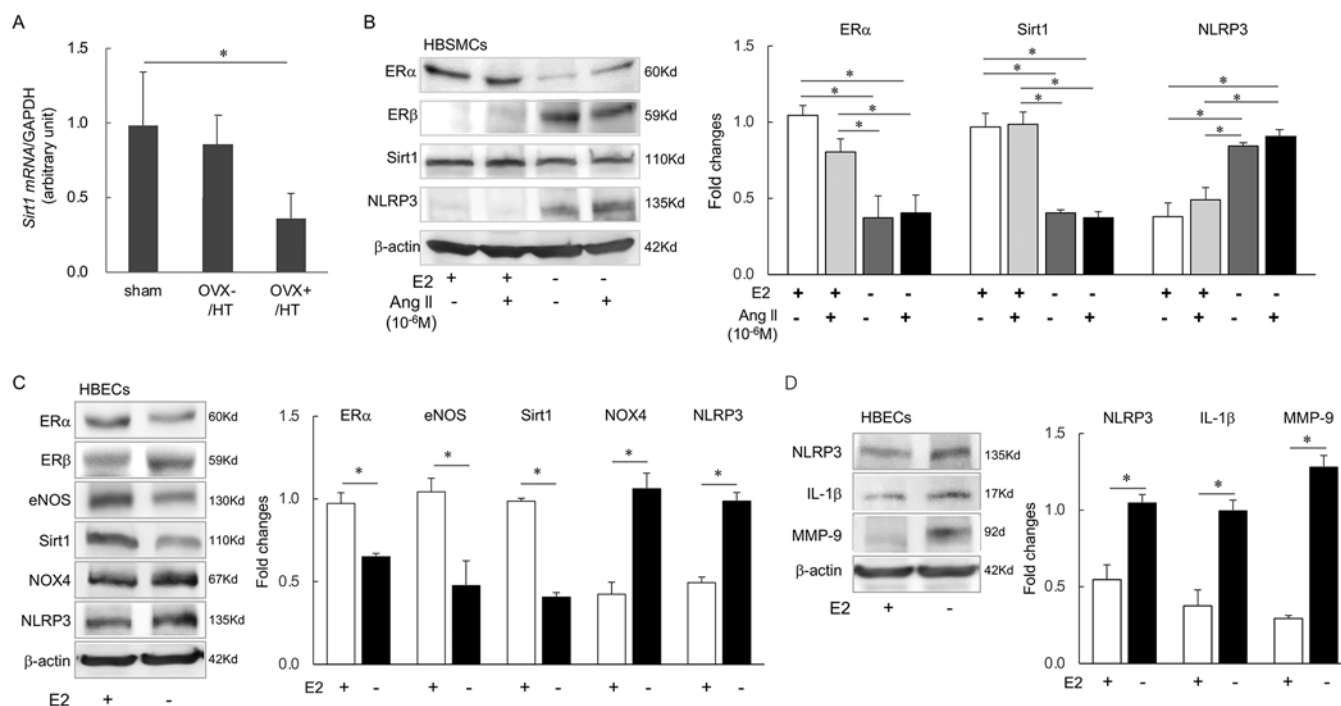 A
Sirt1 mRNA/GAPDH
(arbitrary unit)
1.5
1.0
0.5
0.0
*
sham
OVX-
/HT
OVX+
/HT
B
HBSMCs
ERα 60Kd
ERβ 59Kd
Sirt1 110Kd
NLRP3 135Kd
β-actin 42Kd
E2 + + - -
Ang II - + - +
(10-6M)
ERα Sirt1 NLRP3
Fold changes
1.5
1.0
0.5
0.0
* * * *
* * * *
* * * *
E2 + + - - + + - - + + - -
Ang II - + - + - + - + - + - +
(10-6M)
C
HBECs
ERα 60Kd
ERβ 59Kd
eNOS 130Kd
Sirt1 110Kd
NOX4 67Kd
NLRP3 135Kd
β-actin 42Kd
E2 + -
ERα eNOS Sirt1 NOX4 NLRP3
Fold changes
1.5
1.0
0.5
0.0
* * * * *
E2 + - + - + - + - + -
D
HBECs
NLRP3 135Kd
IL-1β 17Kd
MMP-9 92d
β-actin 42Kd
E2 + -
NLRP3 IL-1β MMP-9
Fold changes
1.5
1.0
0.5
0.0
* * *
E2 + - + - + -